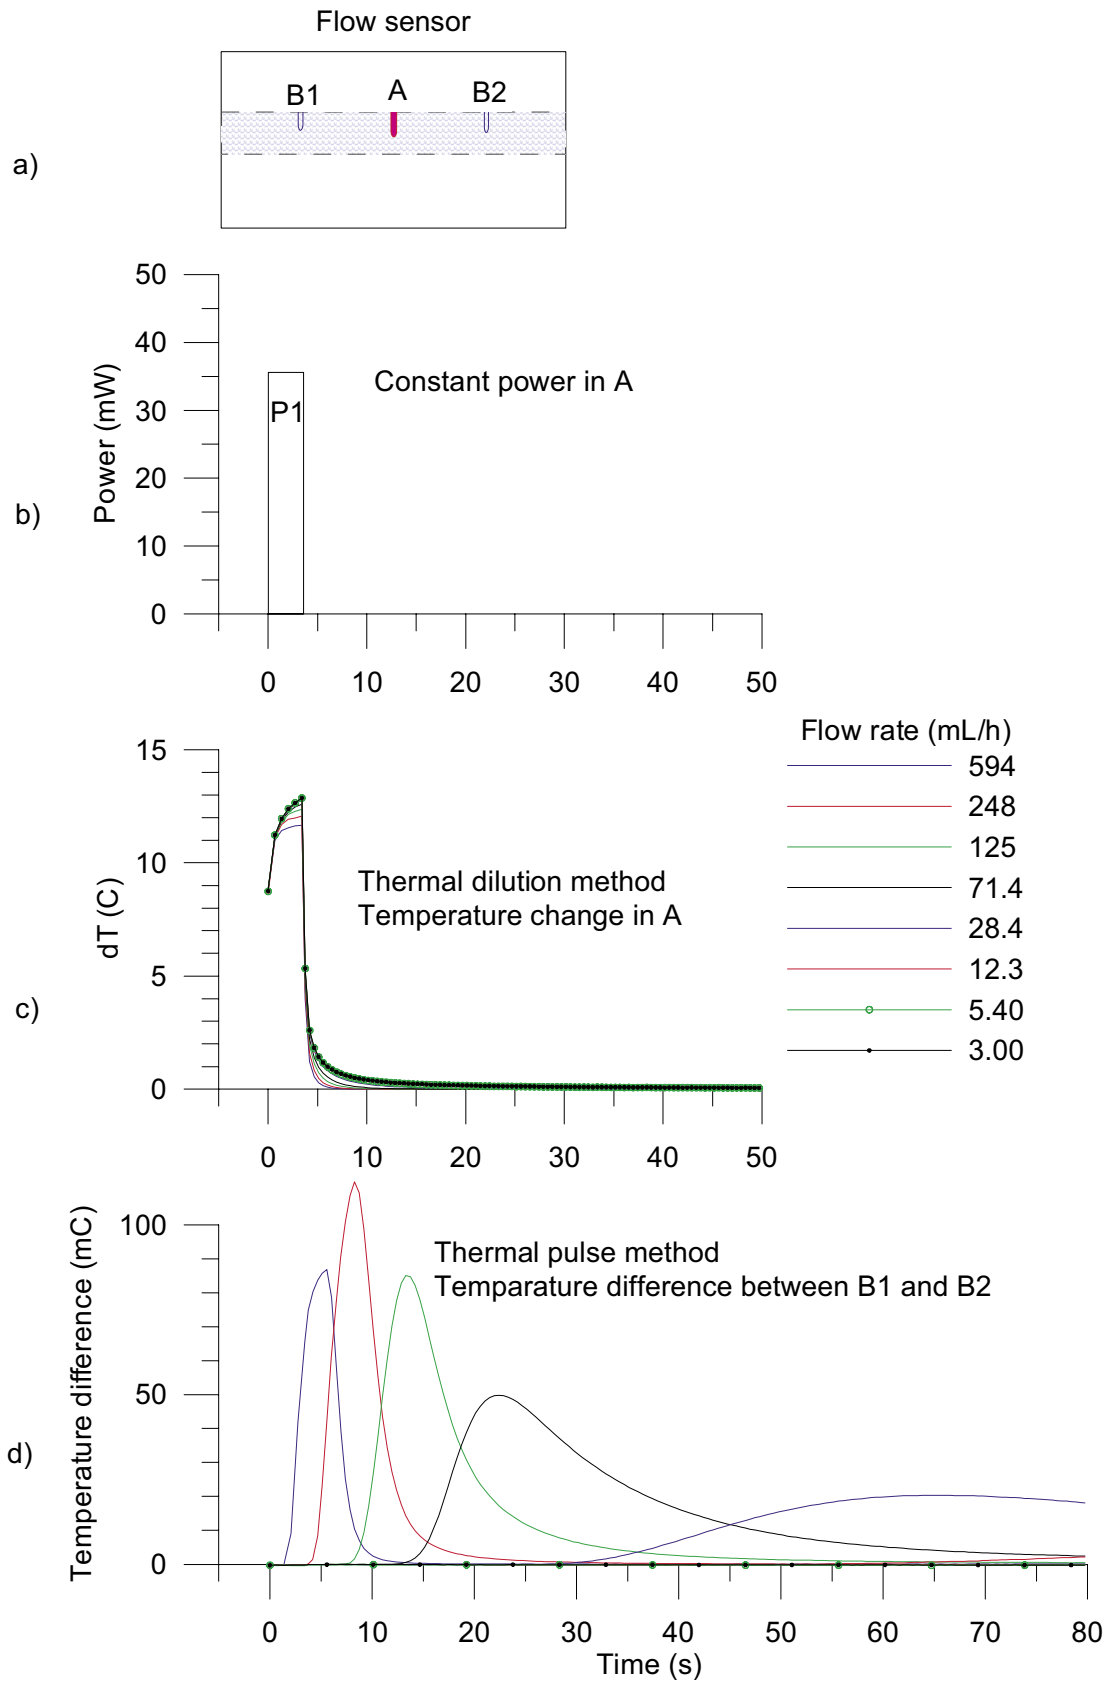 Flow sensor
B1 A B2
a)
50
40
30
20
10
0
Power (mW)
P1
Constant power in A
b)
0 10 20 30 40 50
Flow rate (mL/h)
594
248
125
71.4
28.4
12.3
5.40
3.00
15
10
5
0
dT (C)
Thermal dilution method
Temperature change in A
c)
0 10 20 30 40 50
100
50
0
Temperature difference (mC)
Thermal pulse method
Temparature difference between B1 and B2
d)
0 10 20 30 40 50 60 70 80
Time (s)